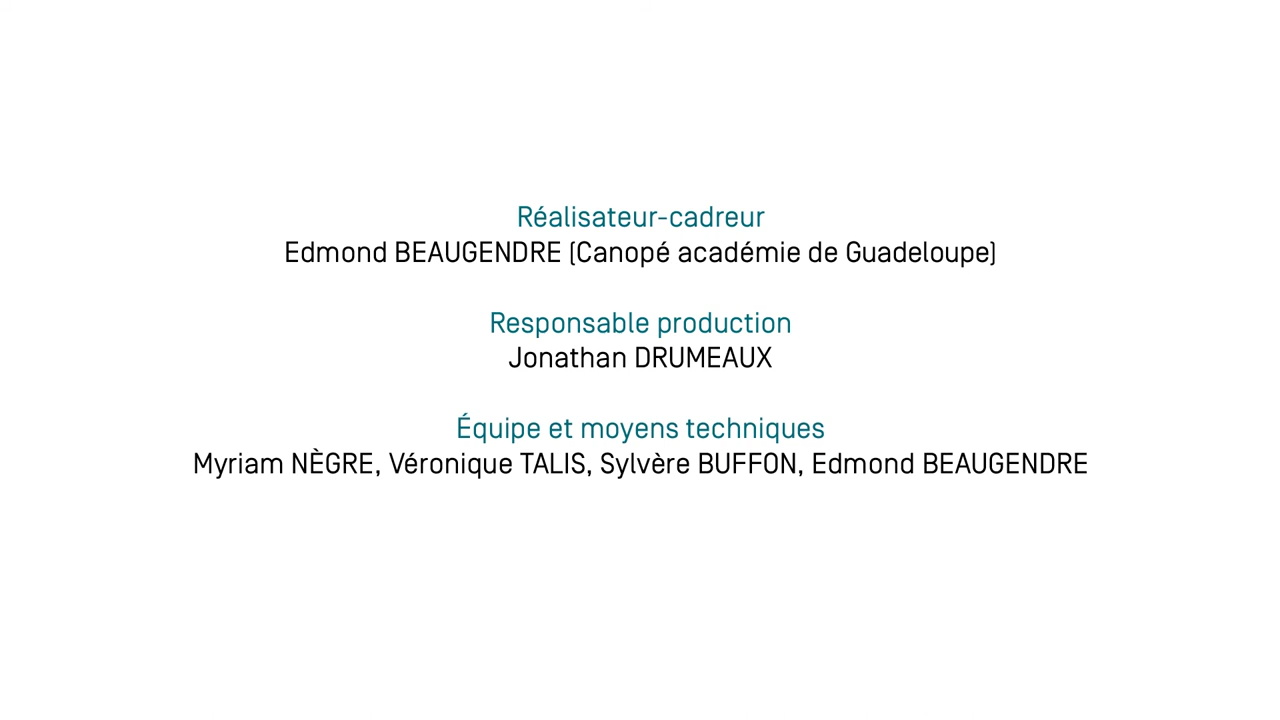 Réalisateur-cadreur
Edmond BEAUGENDRE (Canopé académie de Guadeloupe)
Responsable production
Jonathan DRUMEAUX
Équipe et moyens techniques
Myriam NÈGRE, Véronique TALIS, Sylvère BUFFON, Edmond BEAUGENDRE